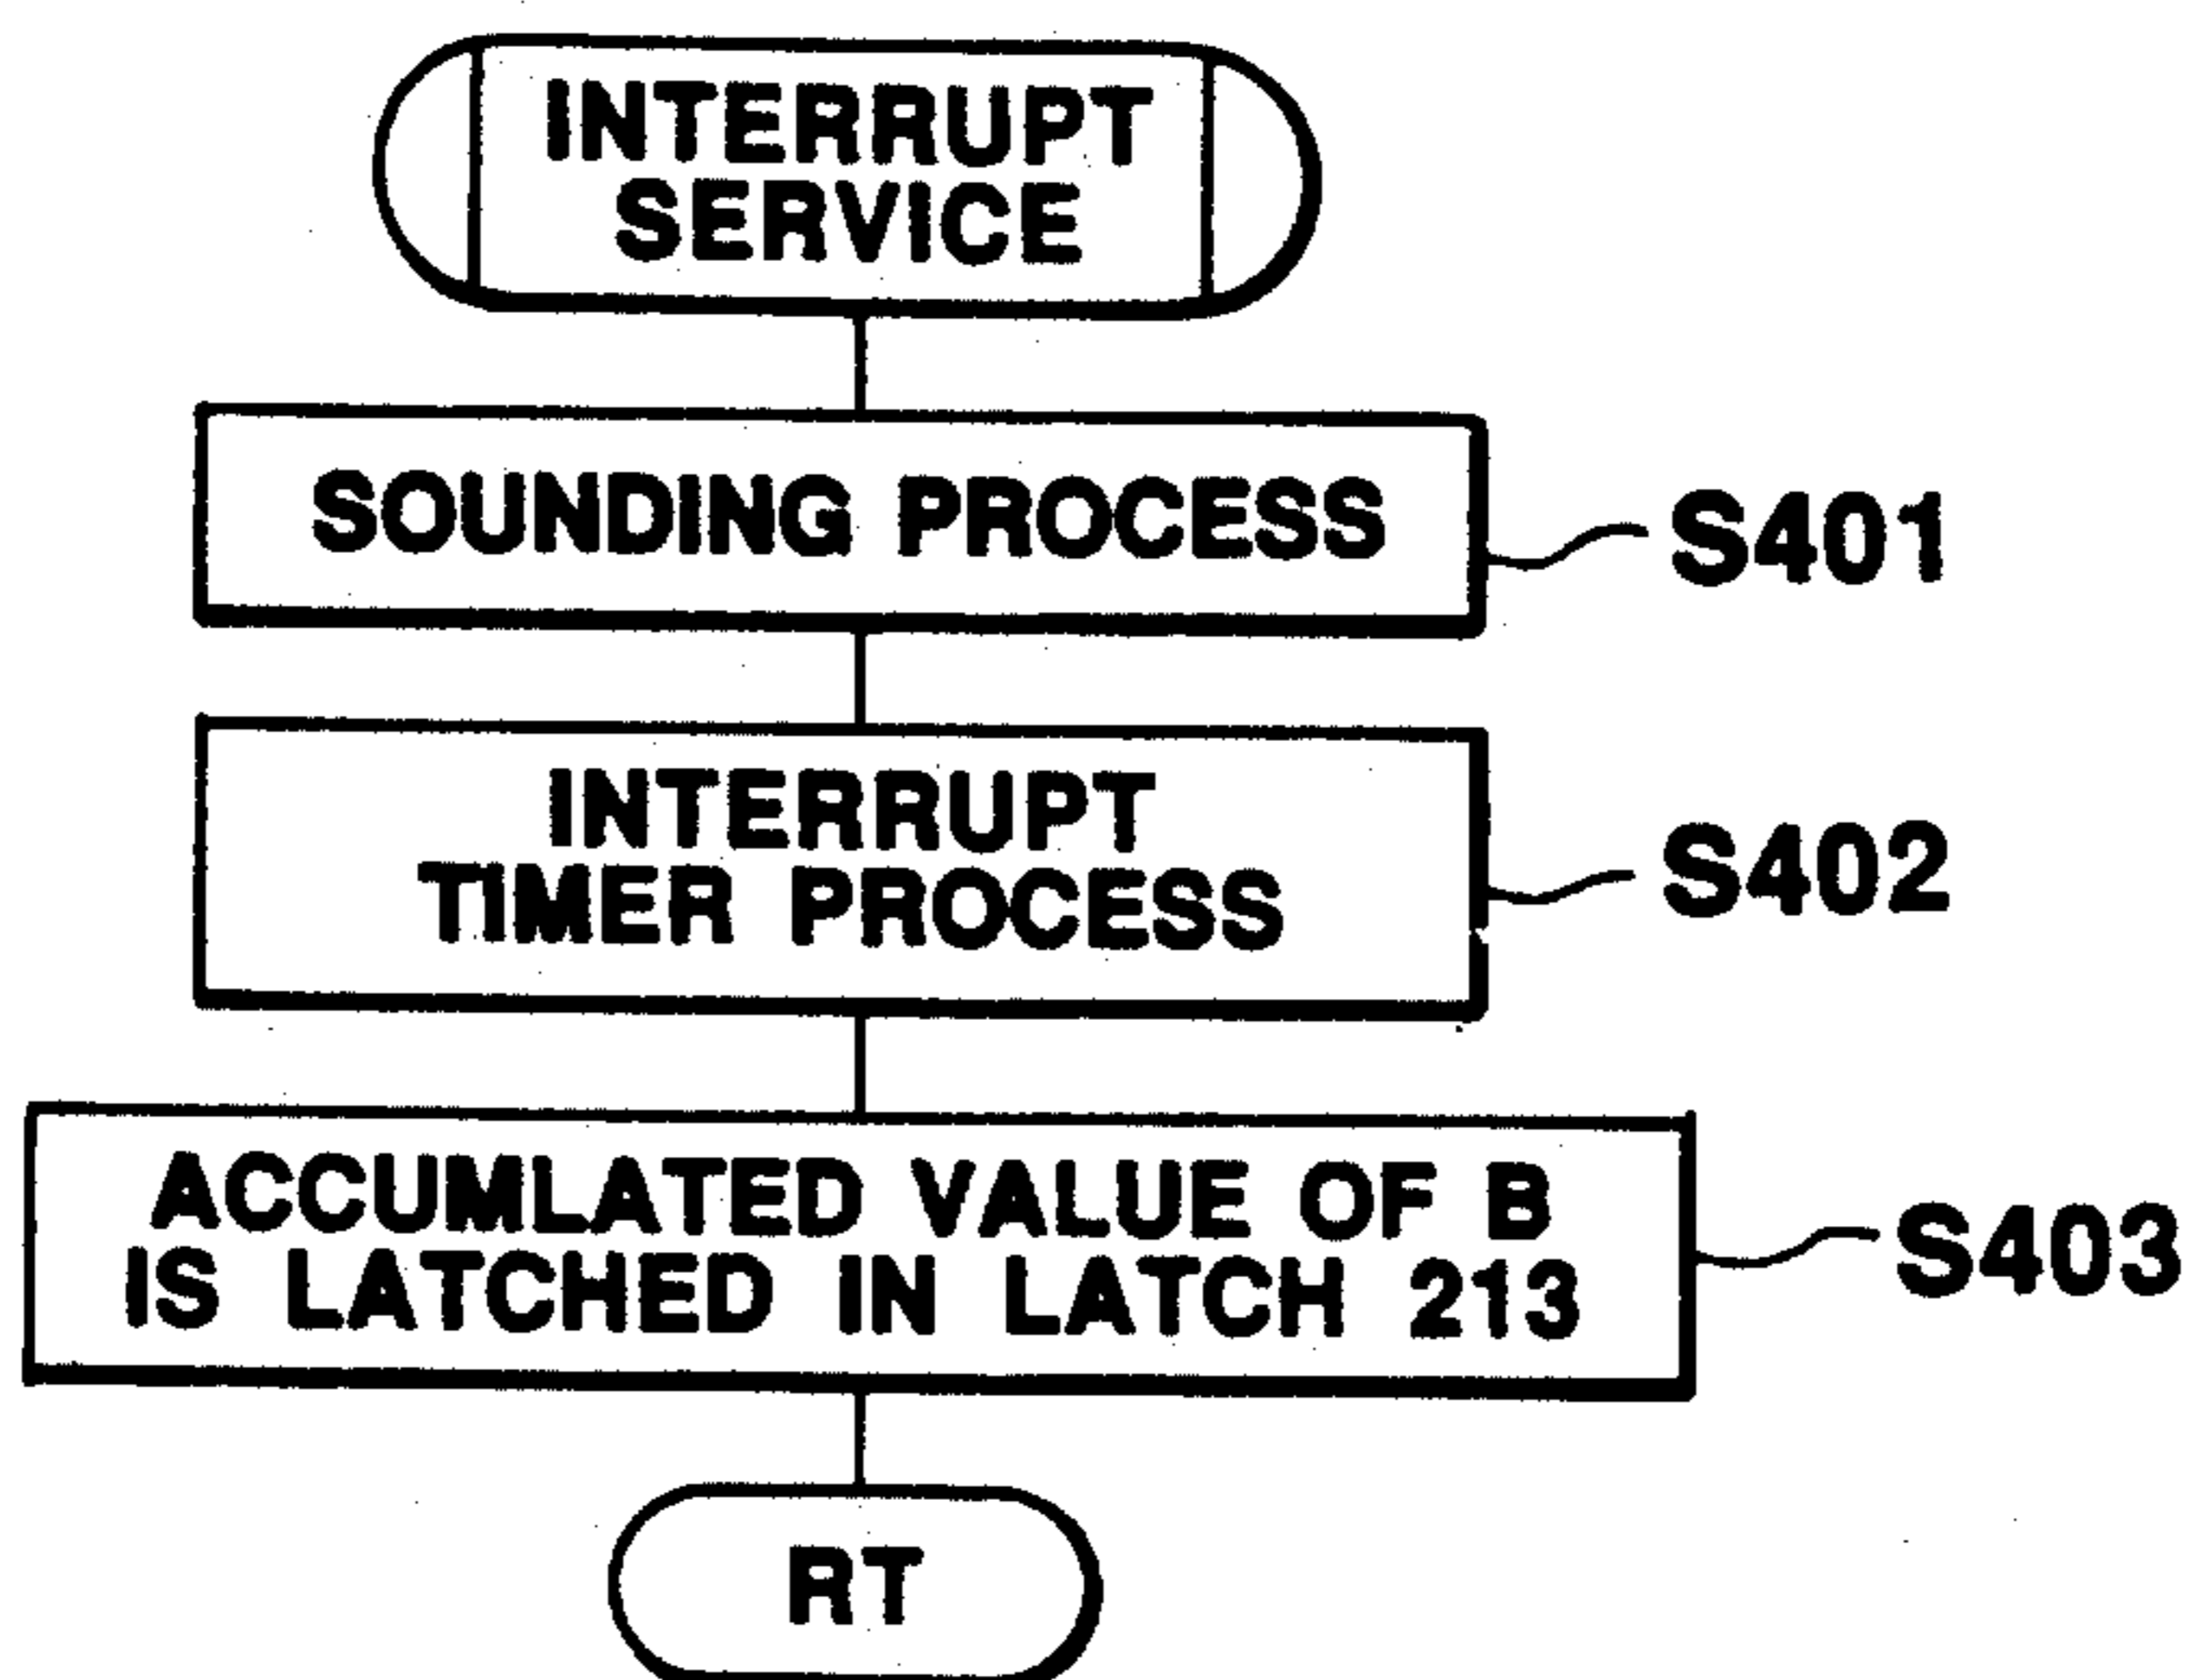 INTERRUPT
SERVICE
SOUNDING PROCESS
S401
INTERRUPT
TIMER PROCESS
S402
ACCUMLATED VALUE OF B
IS LATCHED IN LATCH 213
S403
RT